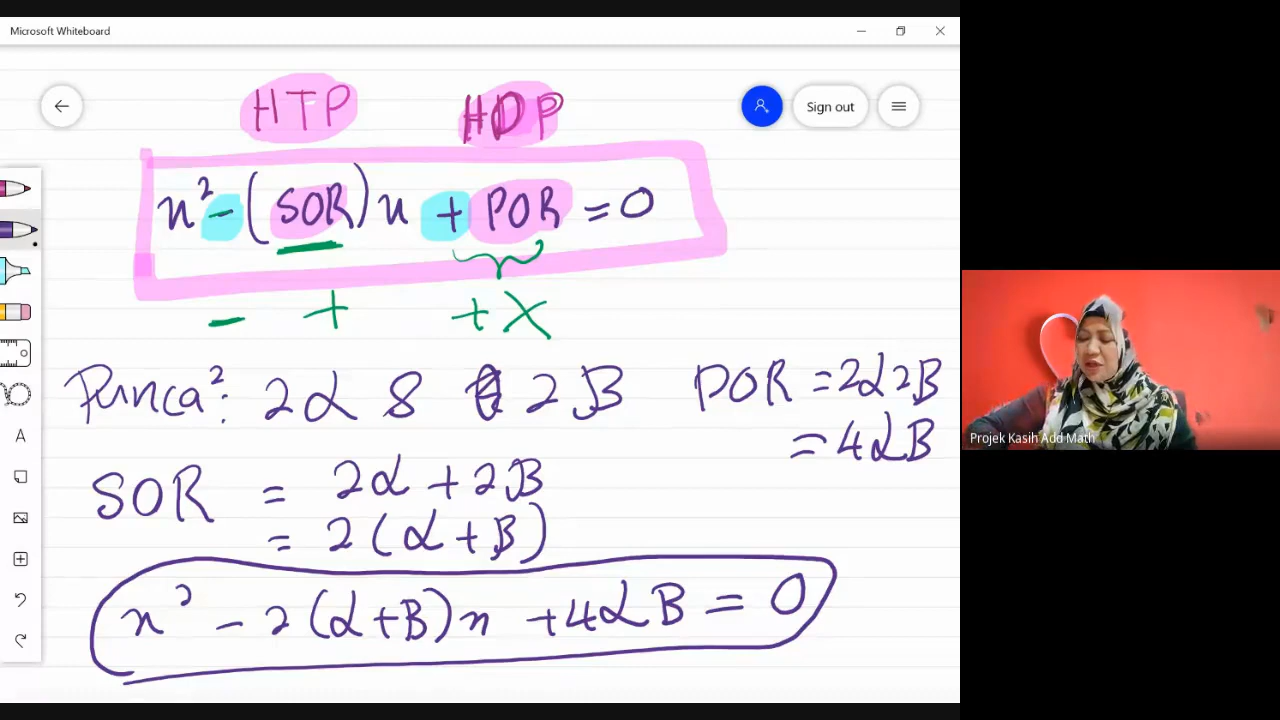 Microsoft Whiteboard
HTP HDP
Sign out
x² - (SOR)x + POR = 0
- + + x
Punca²: 2α & 2β
POR = 2α2β
= 4αβ
Projek Kasih Add Math
SOR = 2α + 2β
= 2(α + β)
x² - 2(α+β)x + 4αβ = 0
A